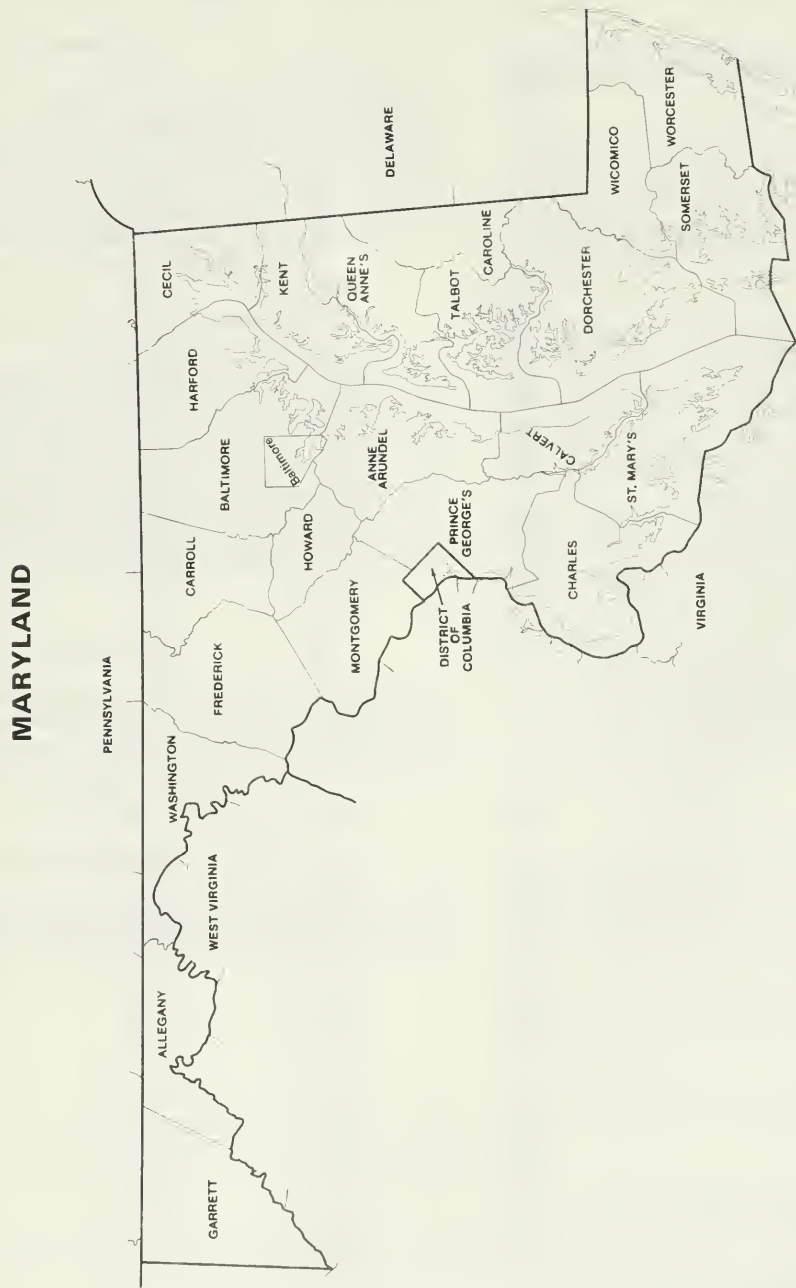 MARYLAND
PENNSYLVANIA
GARRETT
ALLEGANY
WEST VIRGINIA
WASHINGTON
FREDERICK
CARROLL
BALTIMORE
Baltimore
HARFORD
CECIL
KENT
QUEEN
ANNE'S
DELAWARE
HOWARD
MONTGOMERY
ANNE
ARUNDEL
PRINCE
GEORGE'S
DISTRICT
OF
COLUMBIA
CALVERT
CHARLES
ST. MARY'S
TALBOT
CAROLINE
DORCHESTER
WICOMICO
SOMERSET
WORCESTER
VIRGINIA